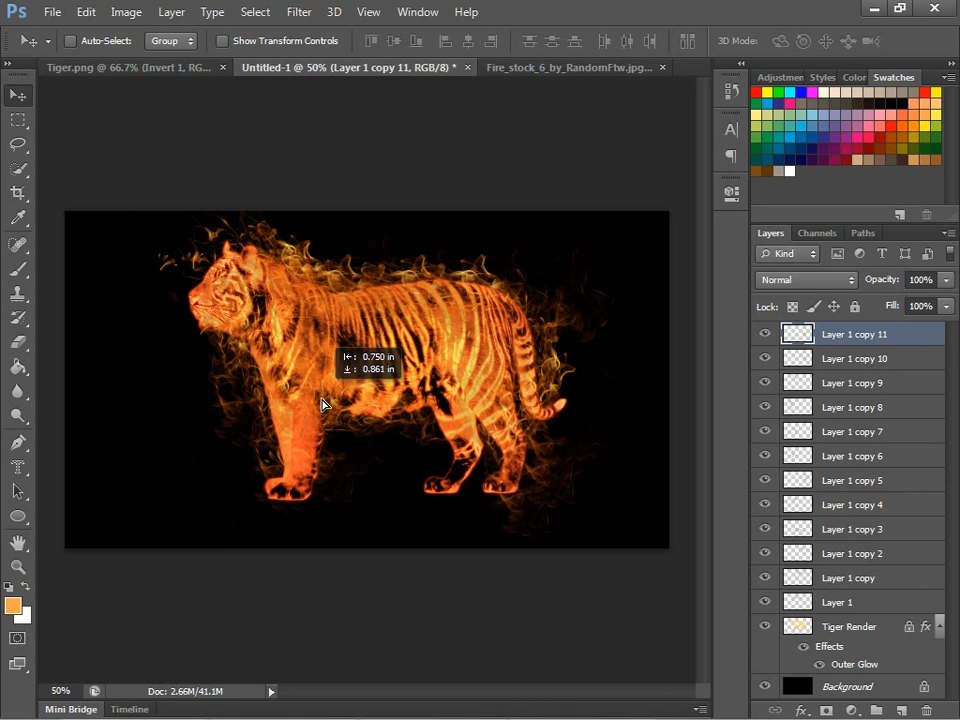 Ps File Edit Image Layer Type Select Filter 3D View Window Help
Auto-Select: Group Show Transform Controls 3D Mode:
Tiger.png @ 66.7% (Invert 1, RG... × Untitled-1 @ 50% (Layer 1 copy 11, RGB/8) * × Fire_stock_6_by_RandomFtw.jpg... ×
Adjustmen Styles Color Swatches
Layers Channels Paths
Kind
Normal Opacity: 100%
Lock: Fill: 100%
Layer 1 copy 11
Layer 1 copy 10
Layer 1 copy 9
Layer 1 copy 8
Layer 1 copy 7
Layer 1 copy 6
Layer 1 copy 5
Layer 1 copy 4
Layer 1 copy 3
Layer 1 copy 2
Layer 1 copy
Layer 1
Tiger Render fx
Effects
Outer Glow
Background
0.750 in
0.861 in
50% Doc: 2.66M/41.1M
Mini Bridge Timeline